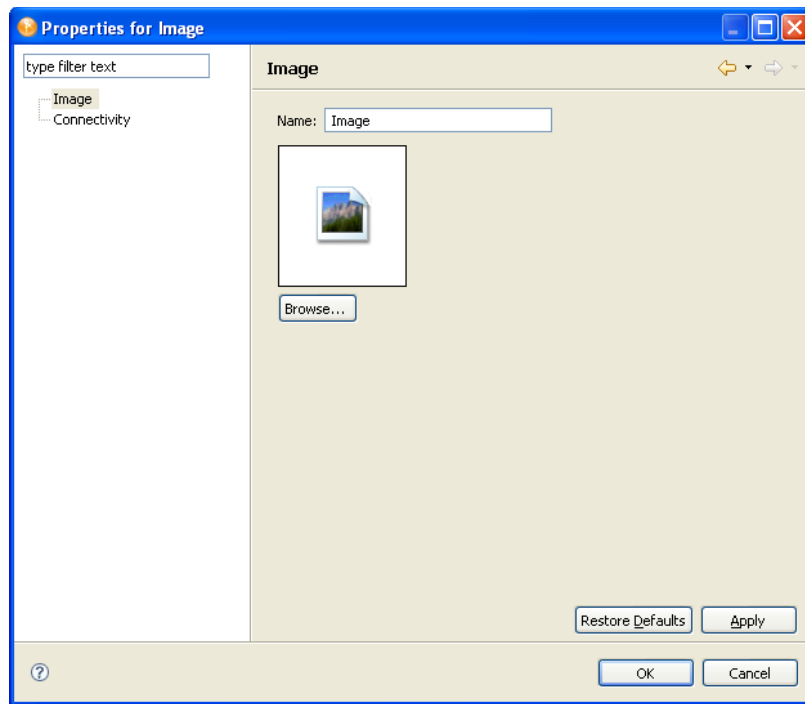 Properties for Image
type filter text
Image
Connectivity
Image
Name: Image
Browse...
Restore Defaults
Apply
OK
Cancel